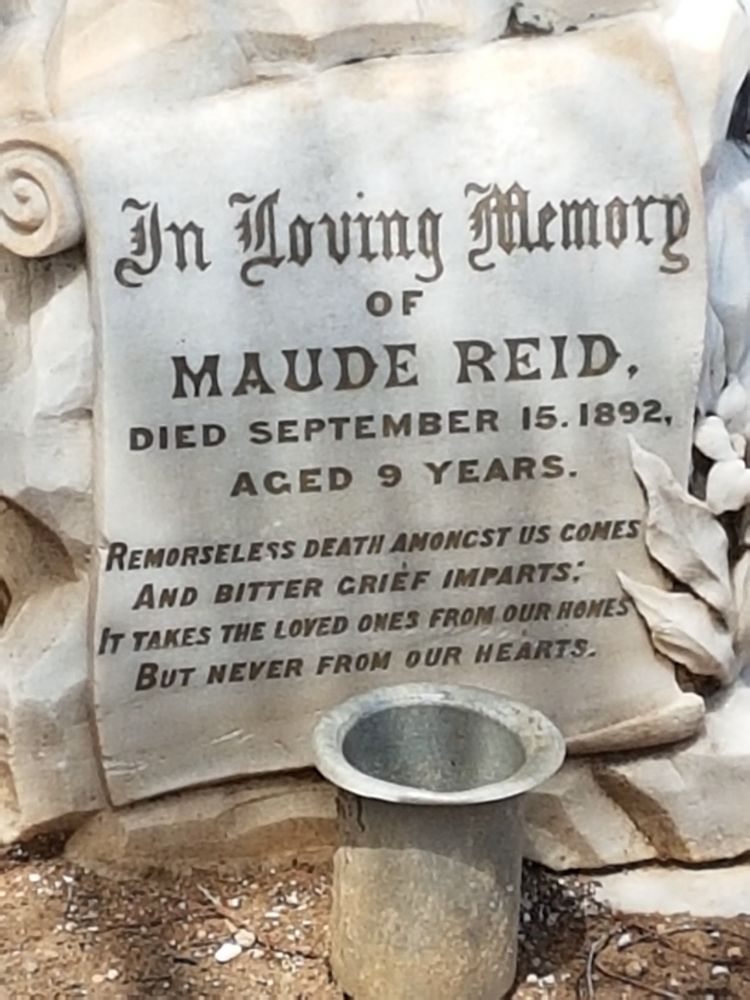 In Loving Memory
OF
MAUDE REID,
DIED SEPTEMBER 15. 1892,
AGED 9 YEARS.
REMORSELESS DEATH AMONGST US COMES
AND BITTER GRIEF IMPARTS;
IT TAKES THE LOVED ONES FROM OUR HOMES
BUT NEVER FROM OUR HEARTS.